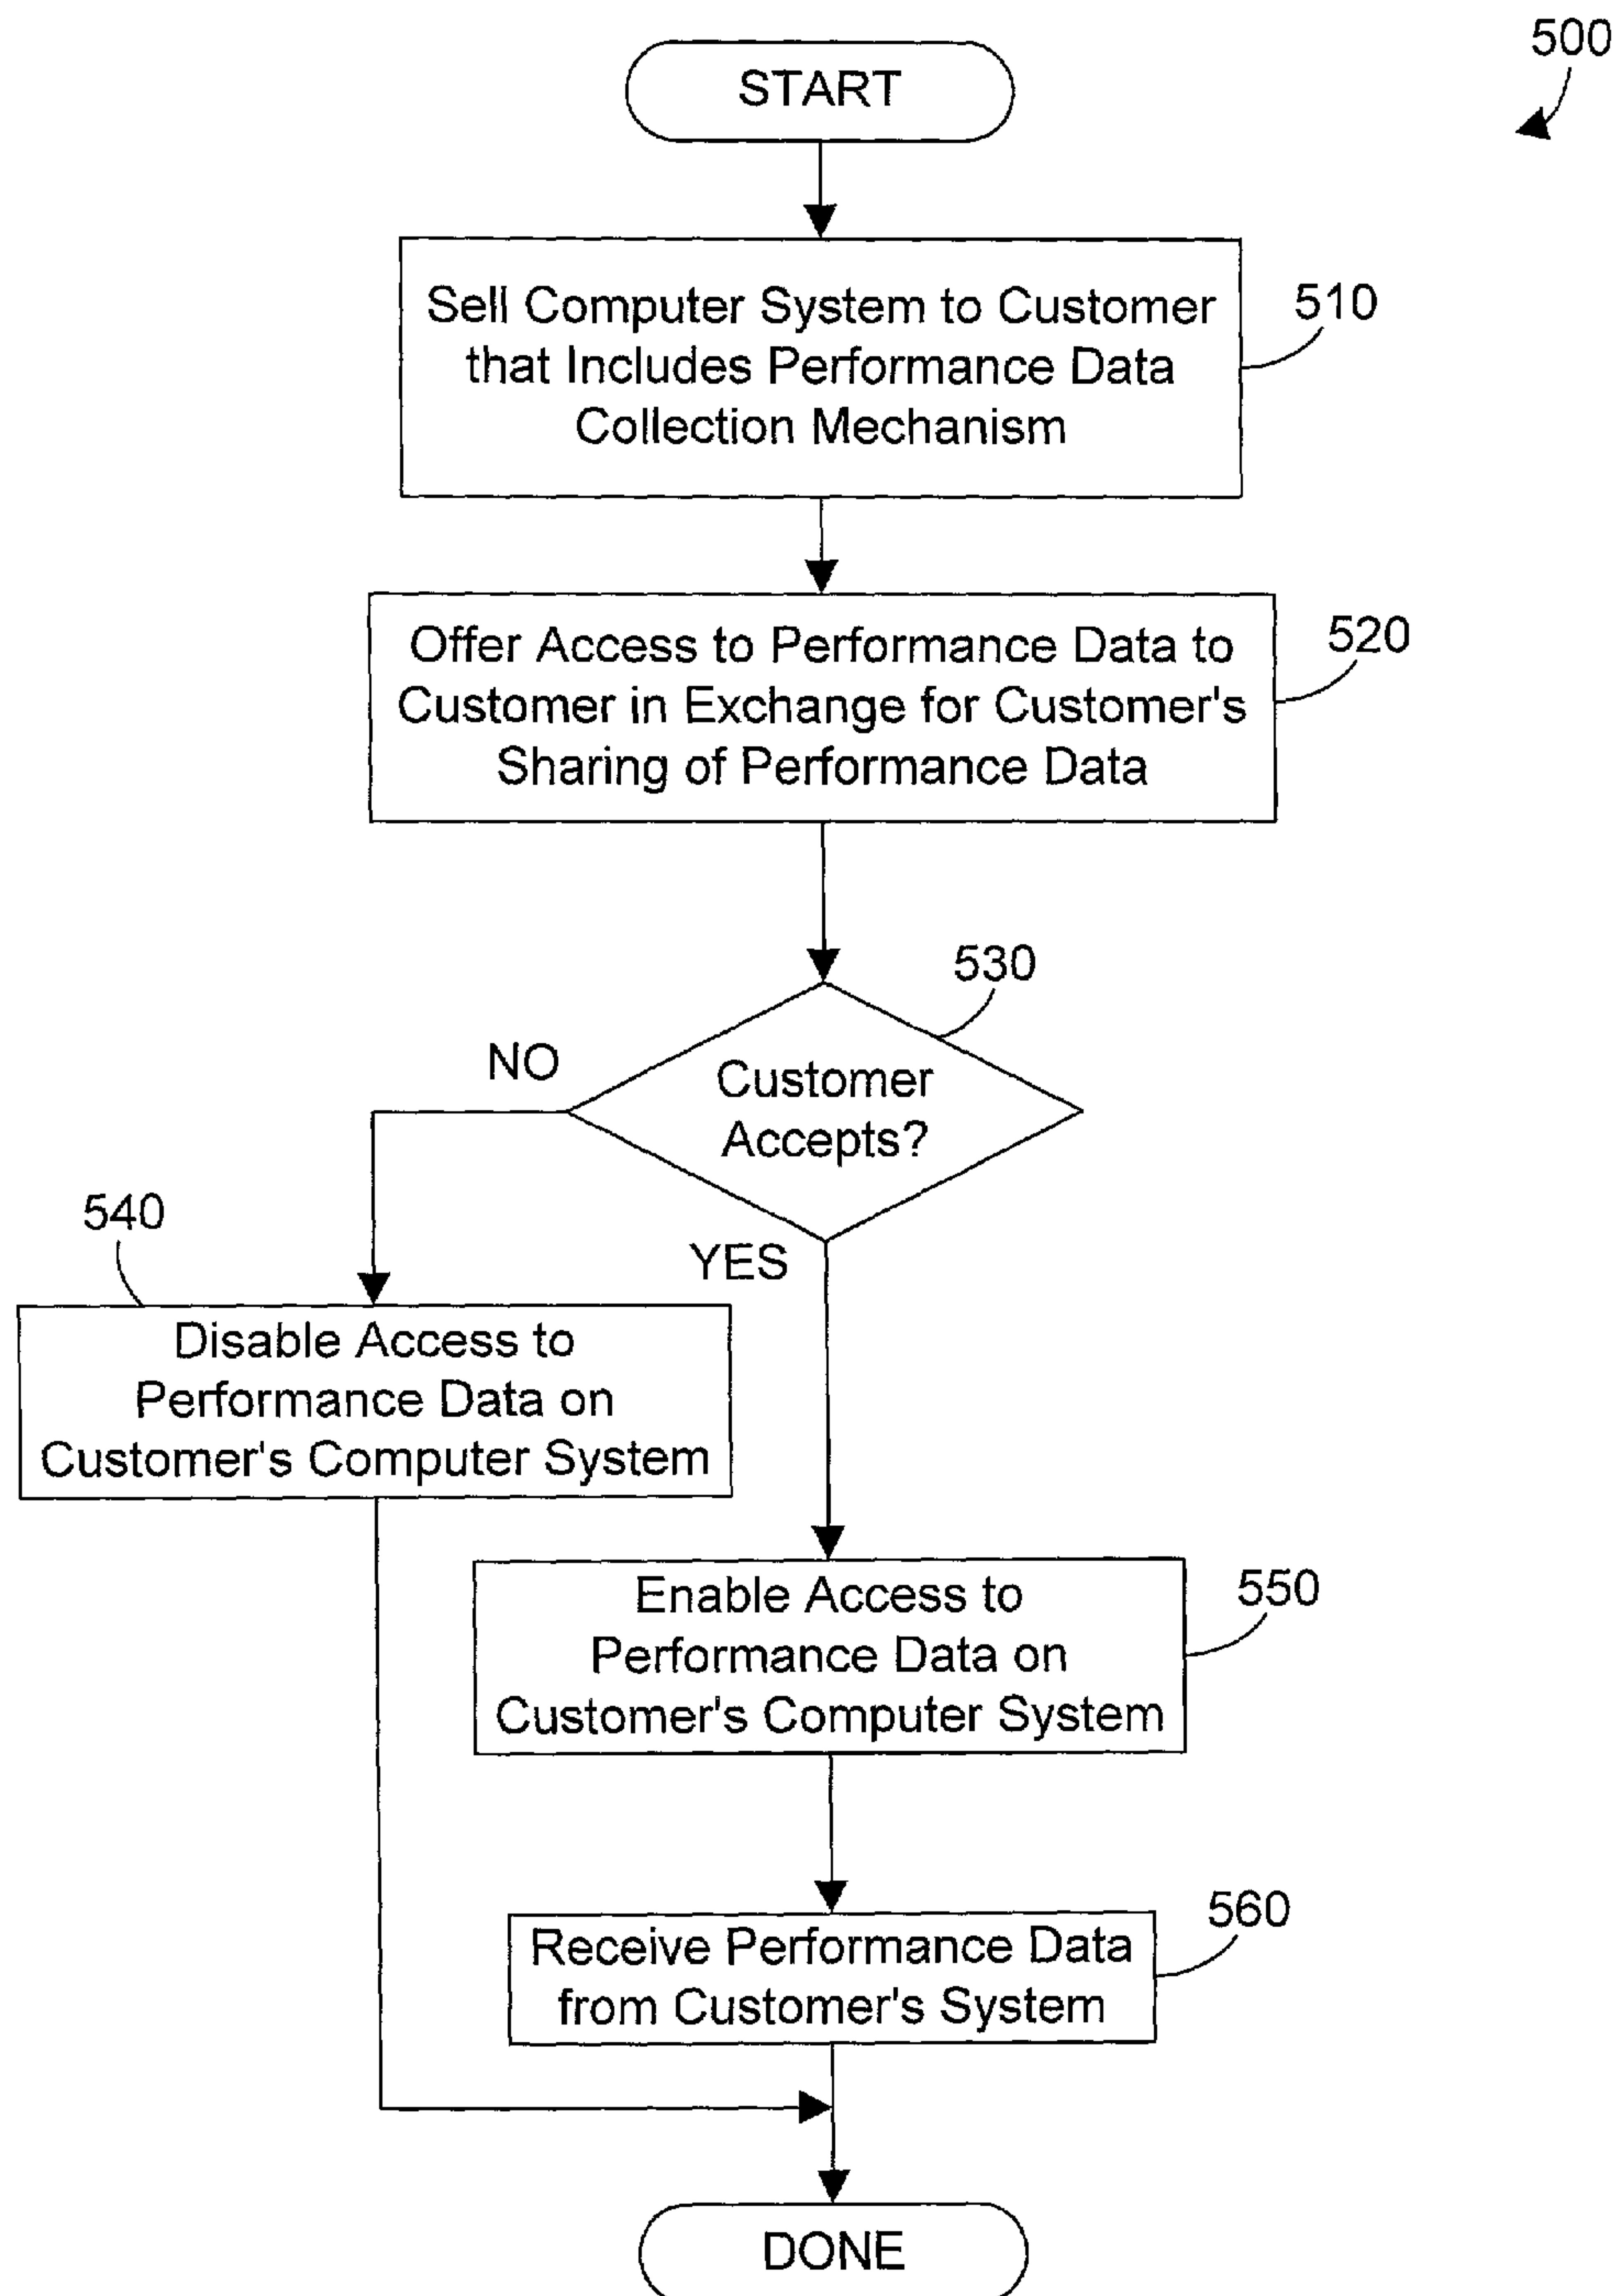 500
START
Sell Computer System to Customer
that Includes Performance Data
Collection Mechanism
510
Offer Access to Performance Data to
Customer in Exchange for Customer's
Sharing of Performance Data
520
530
Customer
Accepts?
NO
YES
540
Disable Access to
Performance Data on
Customer's Computer System
Enable Access to
Performance Data on
Customer's Computer System
550
Receive Performance Data
from Customer's System
560
DONE